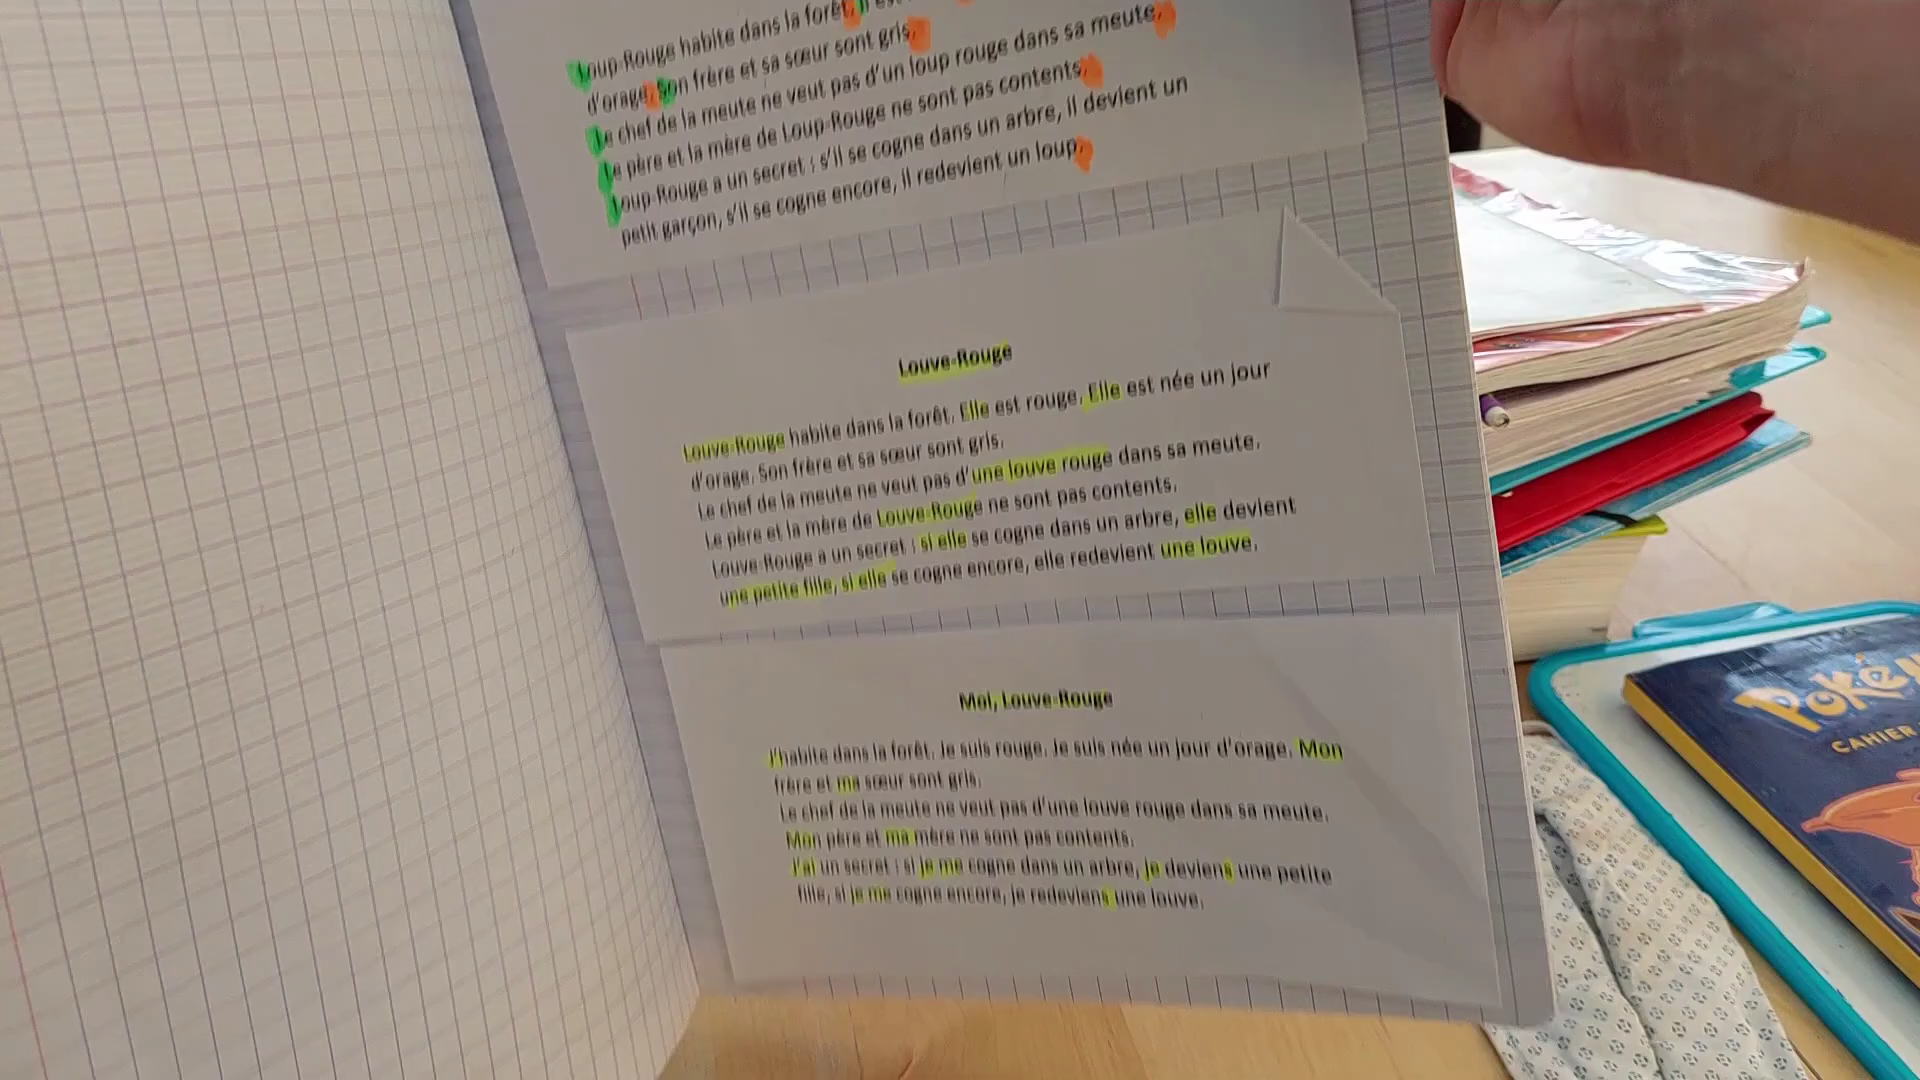 Loup-Rouge habite dans la forêt. Il est
d'orage. Son frère et sa sœur sont gris.
Le chef de la meute ne veut pas d'un loup rouge dans sa meute.
Le père et la mère de Loup-Rouge ne sont pas contents.
Loup-Rouge a un secret : s'il se cogne dans un arbre, il devient un
petit garçon, s'il se cogne encore, il redevient un loup.
Louve-Rouge
Louve-Rouge habite dans la forêt. Elle est rouge. Elle est née un jour
d'orage. Son frère et sa sœur sont gris.
Le chef de la meute ne veut pas d'une louve rouge dans sa meute.
Le père et la mère de Louve-Rouge ne sont pas contents.
Louve-Rouge a un secret : si elle se cogne dans un arbre, elle devient
une petite fille, si elle se cogne encore, elle redevient une louve.
Moi, Louve-Rouge
J'habite dans la forêt. Je suis rouge. Je suis née un jour d'orage. Mon
frère et ma sœur sont gris.
Le chef de la meute ne veut pas d'une louve rouge dans sa meute.
Mon père et ma mère ne sont pas contents.
J'ai un secret : si je me cogne dans un arbre, je deviens une petite
fille, si je me cogne encore, je redeviens une louve.
CAHIER